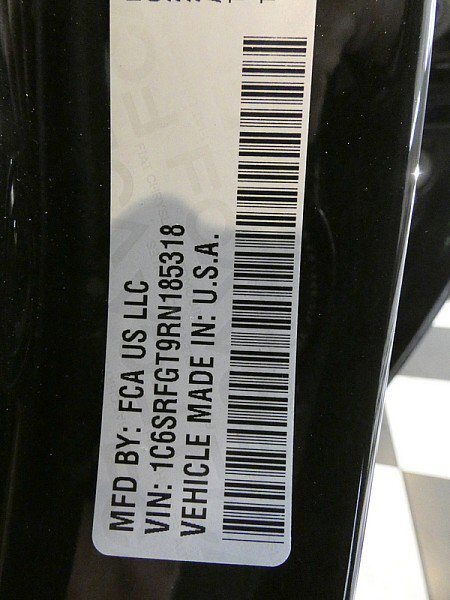 MFD BY: FCA US LLC
VIN: 1C6SRFGT9RN185318
VEHICLE MADE IN: U.S.A.